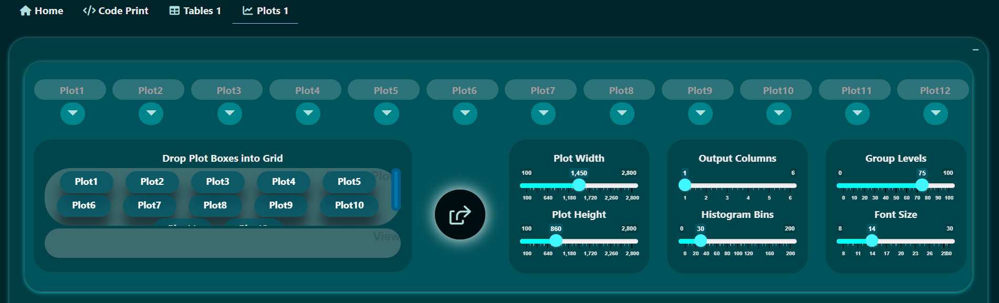 Home Code Print Tables 1 Plots 1
Plot1 Plot2 Plot3 Plot4 Plot5 Plot6 Plot7 Plot8 Plot9 Plot10 Plot11 Plot12
Drop Plot Boxes into Grid
Plot1 Plot2 Plot3 Plot4 Plot5
Plot6 Plot7 Plot8 Plot9 Plot10
View
Plot Width
100 1,450 2,800
100 640 1,180 1,720 2,260 2,800
Plot Height
100 860 2,800
100 640 1,180 1,720 2,260 2,800
Output Columns
1 6
1 2 3 4 5 6
Histogram Bins
0 30 200
0 20 40 60 80 100 120 160 200
Group Levels
0 75 100
0 10 20 30 40 50 60 70 80 90 100
Font Size
8 14 30
8 11 14 17 20 23 26 29 30